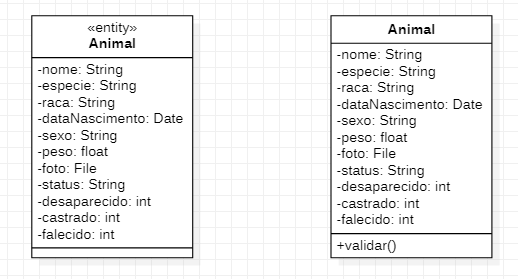 «entity»
Animal
-nome: String
-especie: String
-raca: String
-dataNascimento: Date
-sexo: String
-peso: float
-foto: File
-status: String
-desaparecido: int
-castrado: int
-falecido: int
Animal
-nome: String
-especie: String
-raca: String
-dataNascimento: Date
-sexo: String
-peso: float
-foto: File
-status: String
-desaparecido: int
-castrado: int
-falecido: int
+validar()